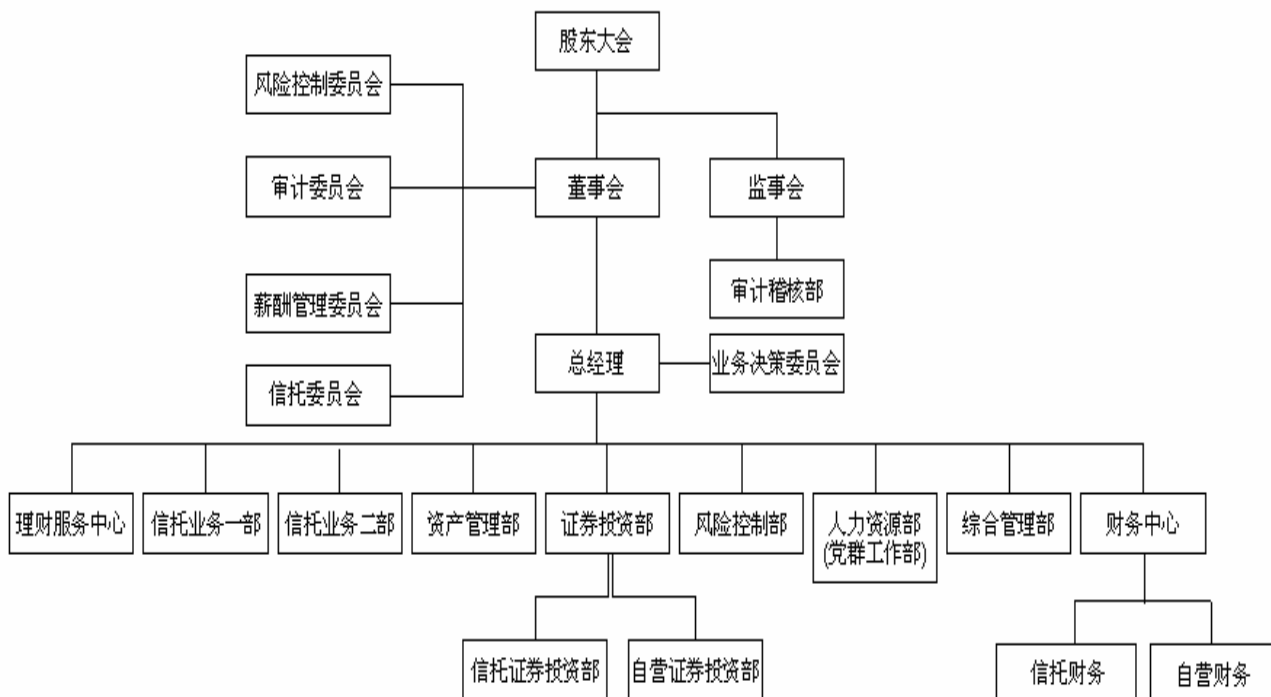 股东大会
风险控制委员会
审计委员会
董事会
监事会
薪酬管理委员会
审计稽核部
总经理
业务决策委员会
信托委员会
理财服务中心
信托业务一部
信托业务二部
资产管理部
证券投资部
风险控制部
人力资源部
(党群工作部)
综合管理部
财务中心
信托证券投资部
自营证券投资部
信托财务
自营财务